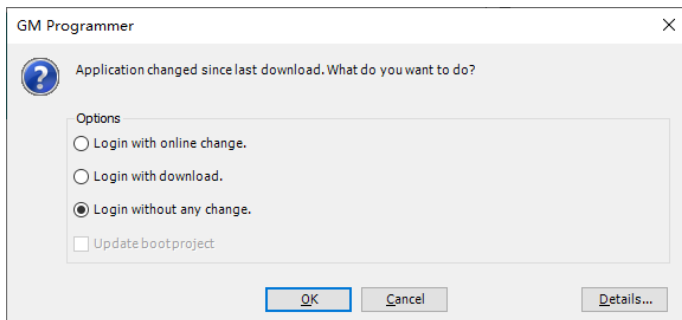 GM Programmer
Application changed since last download. What do you want to do?
Options
Login with online change.
Login with download.
Login without any change.
Update bootproject
OK
Cancel
Details...